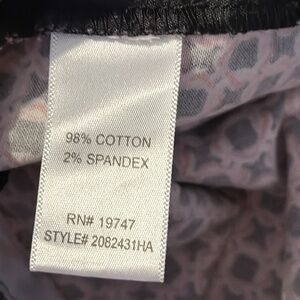 98% COTTON
2% SPANDEX
RN# 19747
STYLE# 2082431HA